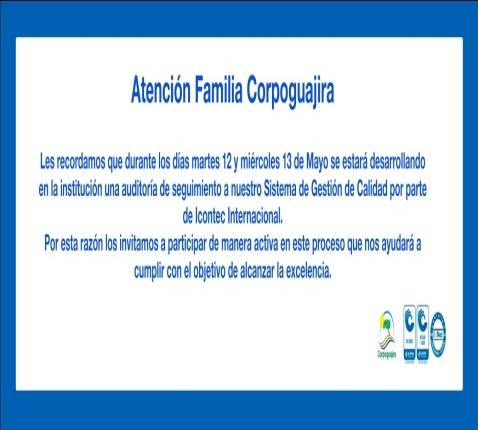 Atención Familia Corpoguajira
Les recordamos que durante los días martes 12 y miércoles 13 de Mayo se estará desarrollando
en la institución una auditoría de seguimiento a nuestro Sistema de Gestión de Calidad por parte
de Icontec Internacional.
Por esta razón los invitamos a participar de manera activa en este proceso que nos ayudará a
cumplir con el objetivo de alcanzar la excelencia.
Corpoguajira